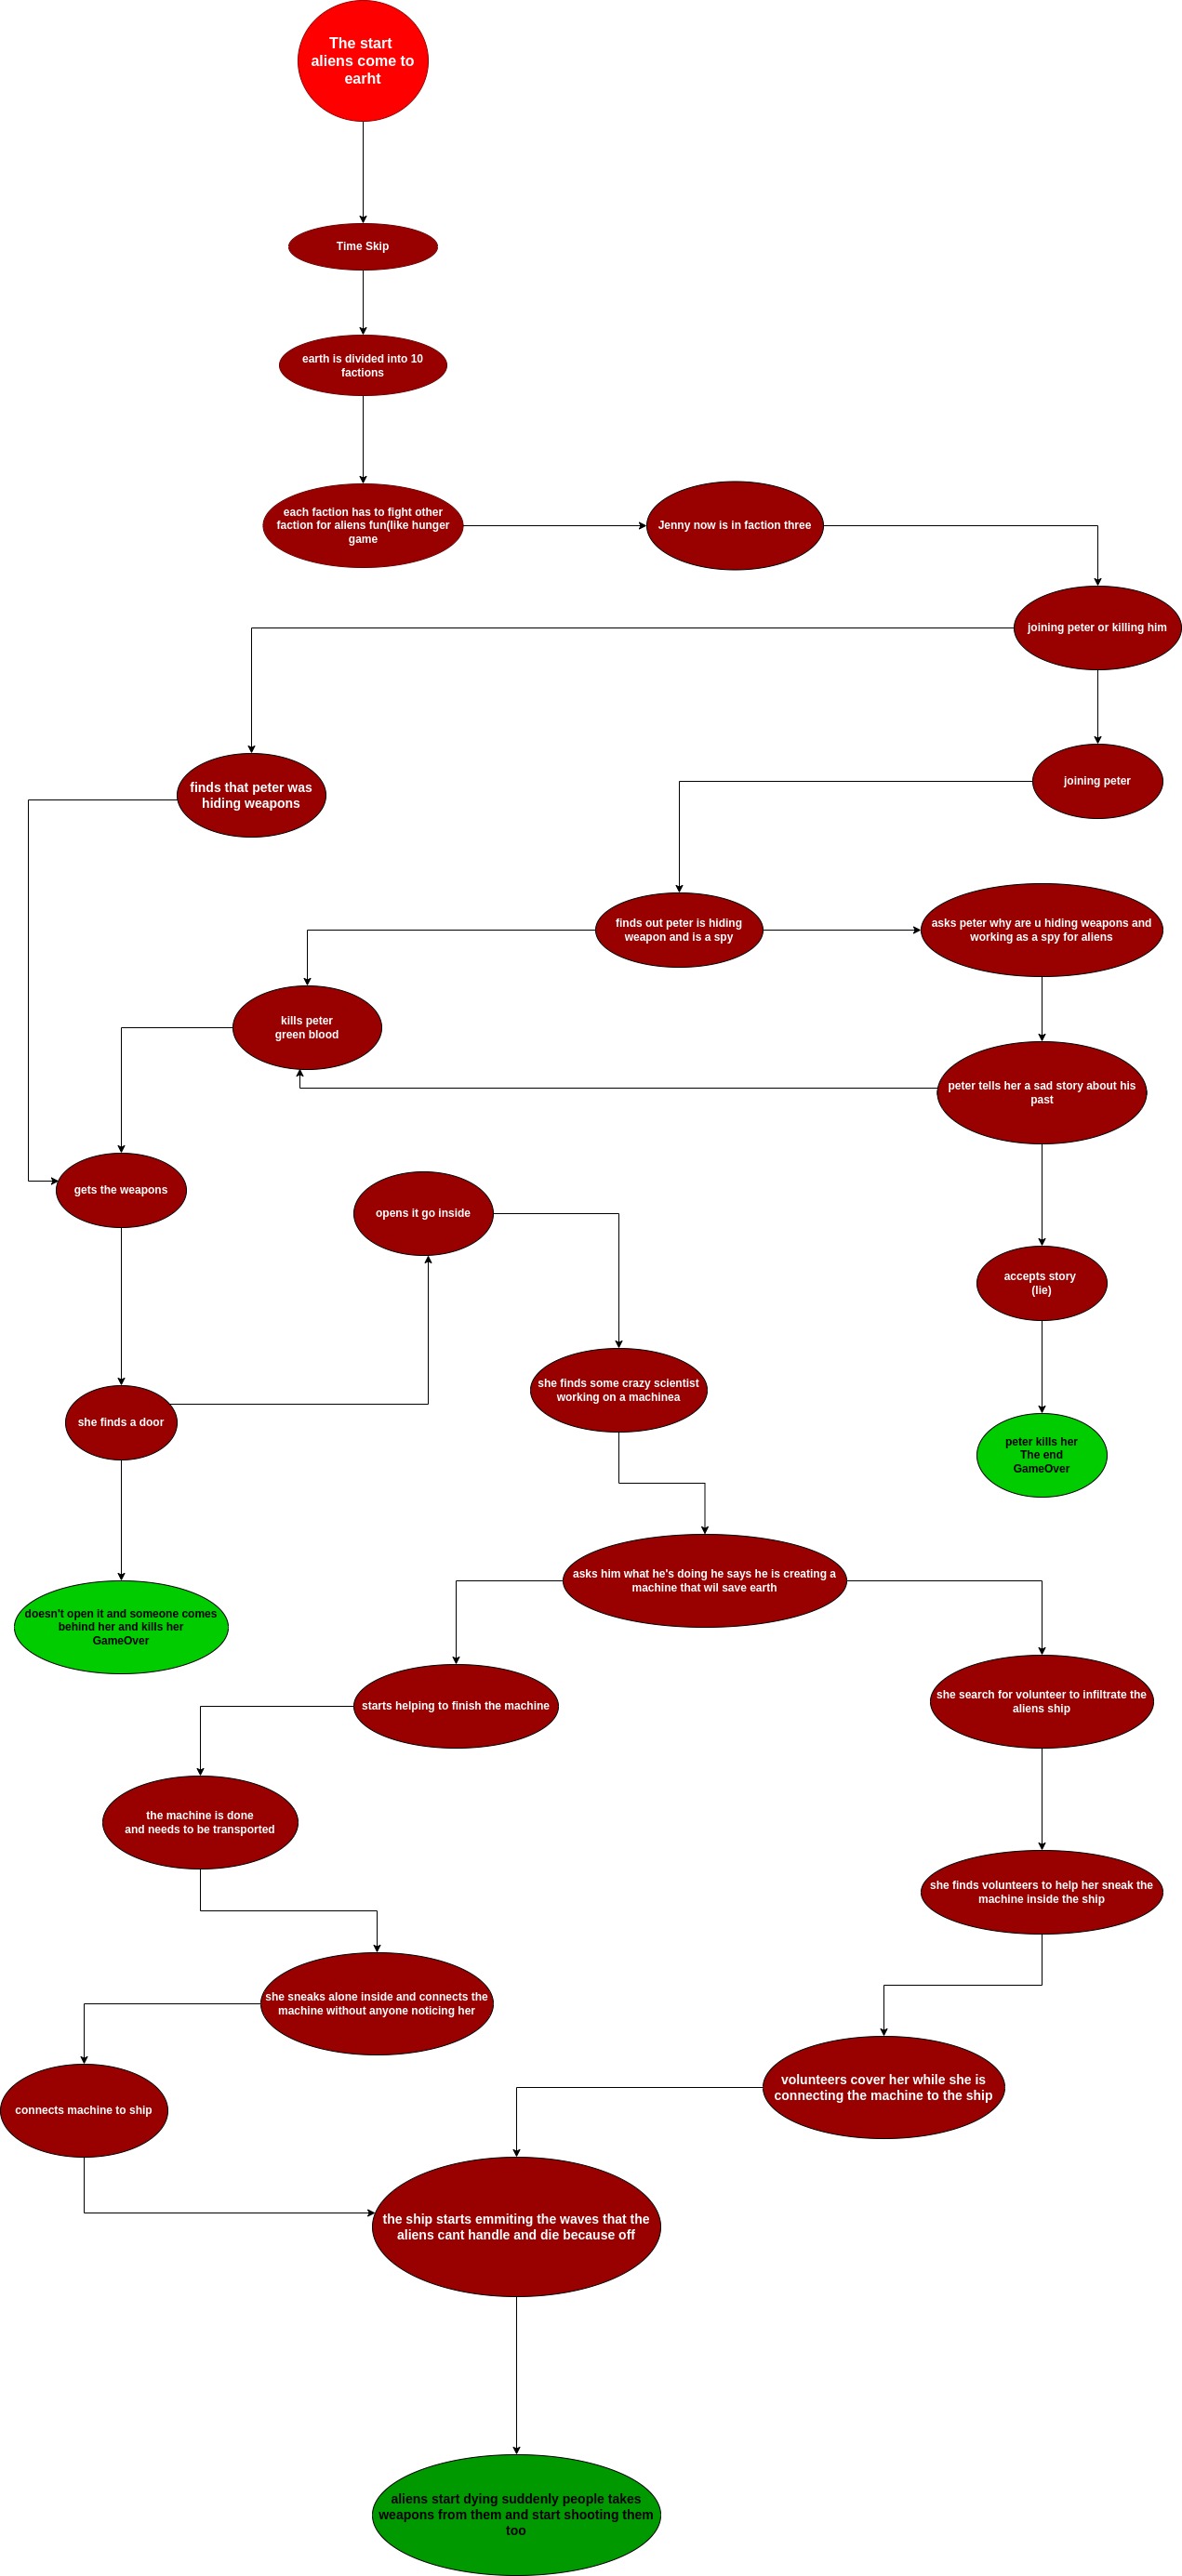 The start
aliens come to
earht
Time Skip
earth is divided into 10
factions
each faction has to fight other
faction for aliens fun(like hunger
game
Jenny now is in faction three
joining peter or killing him
finds that peter was
hiding weapons
joining peter
finds out peter is hiding
weapon and is a spy
asks peter why are u hiding weapons and
working as a spy for aliens
kills peter
green blood
peter tells her a sad story about his
past
gets the weapons
opens it go inside
accepts story
(lie)
she finds some crazy scientist
working on a machinea
she finds a door
peter kills her
The end
GameOver
asks him what he's doing he says he is creating a
machine that wil save earth
doesn't open it and someone comes
behind her and kills her
GameOver
starts helping to finish the machine
she search for volunteer to infiltrate the
aliens ship
the machine is done
and needs to be transported
she finds volunteers to help her sneak the
machine inside the ship
she sneaks alone inside and connects the
machine without anyone noticing her
volunteers cover her while she is
connecting the machine to the ship
connects machine to ship
the ship starts emmiting the waves that the
aliens cant handle and die because off
aliens start dying suddenly people takes
weapons from them and start shooting them
too